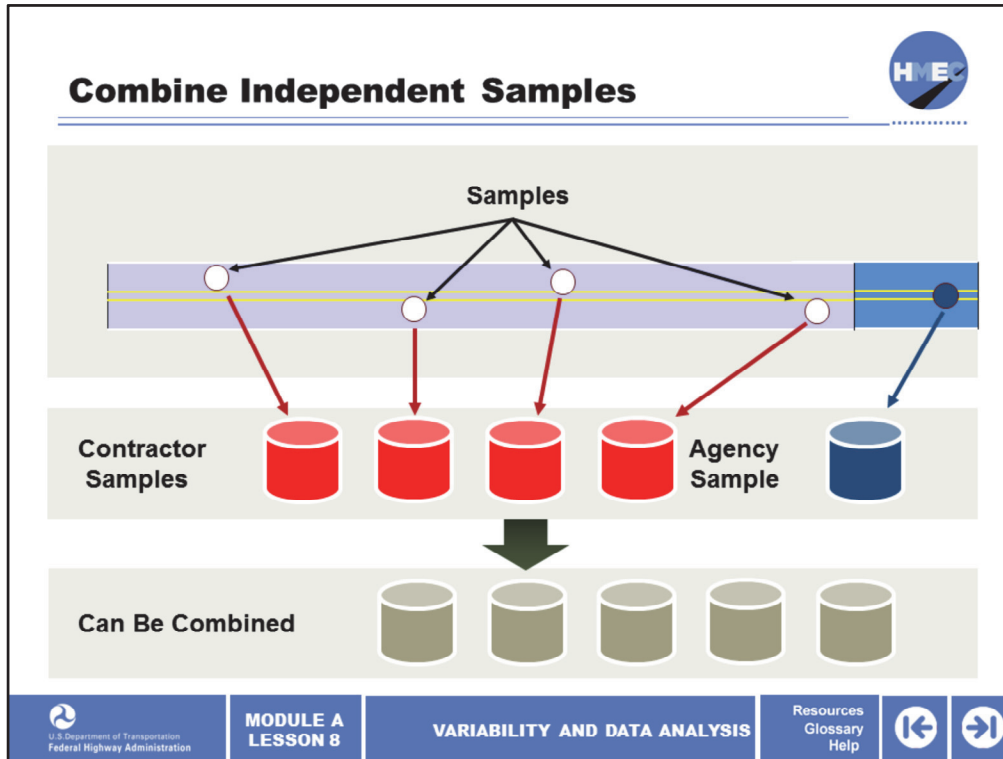 Combine Independent Samples
HMEC
Samples
Contractor
Samples
Agency
Sample
Can Be Combined
U.S.Department of Transportation
Federal Highway Administration
MODULE A
LESSON 8
VARIABILITY AND DATA ANALYSIS
Resources
Glossary
Help